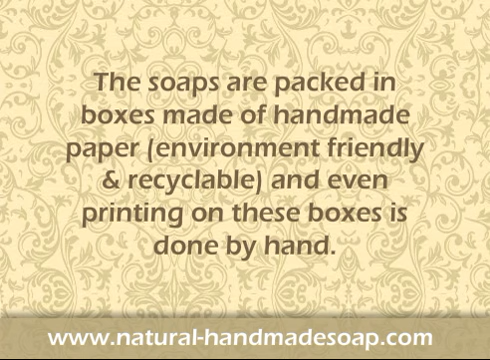 The soaps are packed in
boxes made of handmade
paper (environment friendly
& recyclable) and even
printing on these boxes is
done by hand.
www.natural-handmadesoap.com